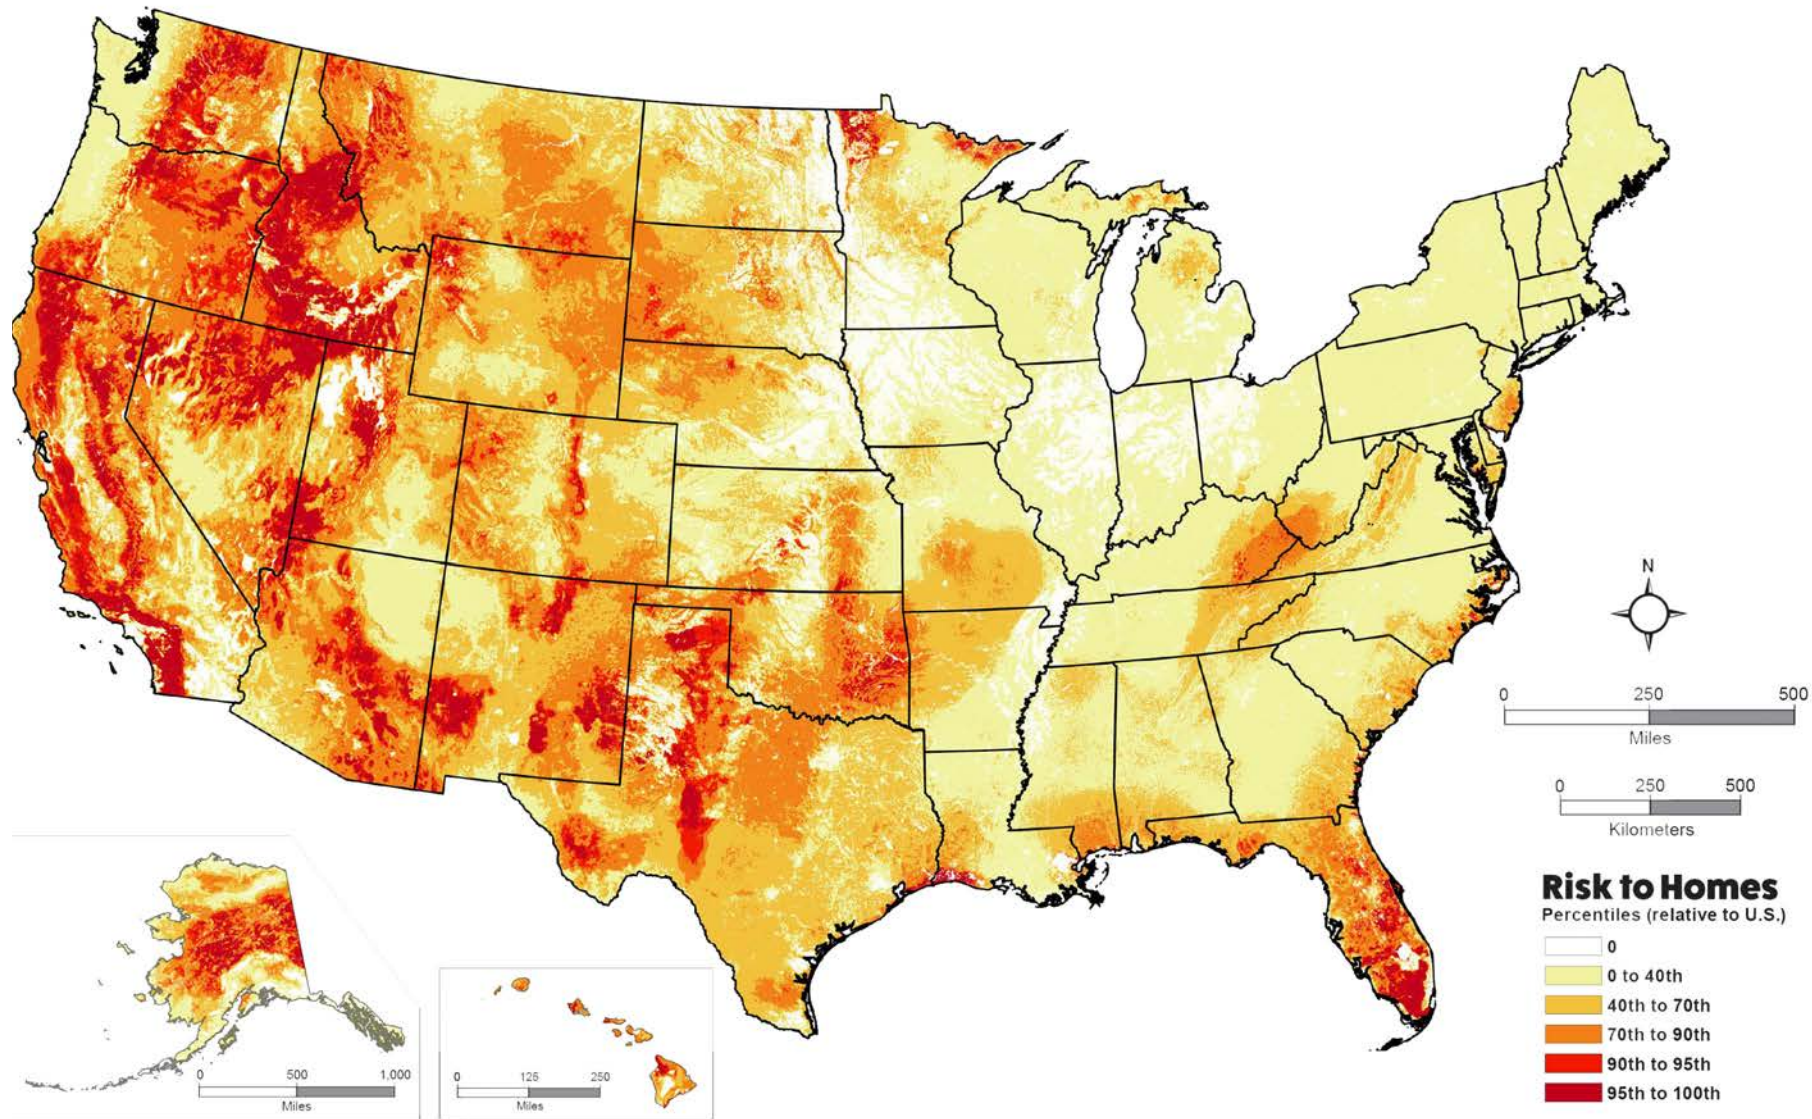 N
0 250 500
Miles
0 250 500
Kilometers
Risk to Homes
Percentiles (relative to U.S.)
0
0 to 40th
40th to 70th
70th to 90th
90th to 95th
95th to 100th
0 500 1,000
Miles
0 125 250
Miles